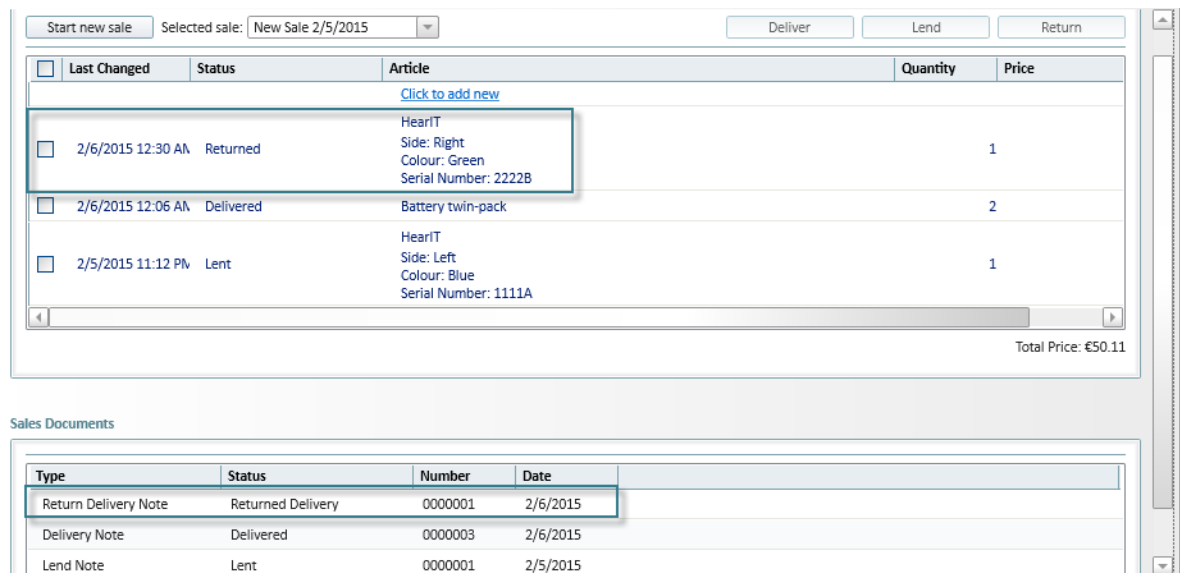 Start new sale Selected sale: New Sale 2/5/2015 Deliver Lend Return
Last Changed Status Article Quantity Price
Click to add new
HearIT
2/6/2015 12:30 AM Returned Side: Right 1
Colour: Green
Serial Number: 2222B
2/6/2015 12:06 AM Delivered Battery twin-pack 2
HearIT
2/5/2015 11:12 PM Lent Side: Left 1
Colour: Blue
Serial Number: 1111A
Total Price: €50.11
Sales Documents
Type Status Number Date
Return Delivery Note Returned Delivery 0000001 2/6/2015
Delivery Note Delivered 0000003 2/6/2015
Lend Note Lent 0000001 2/5/2015